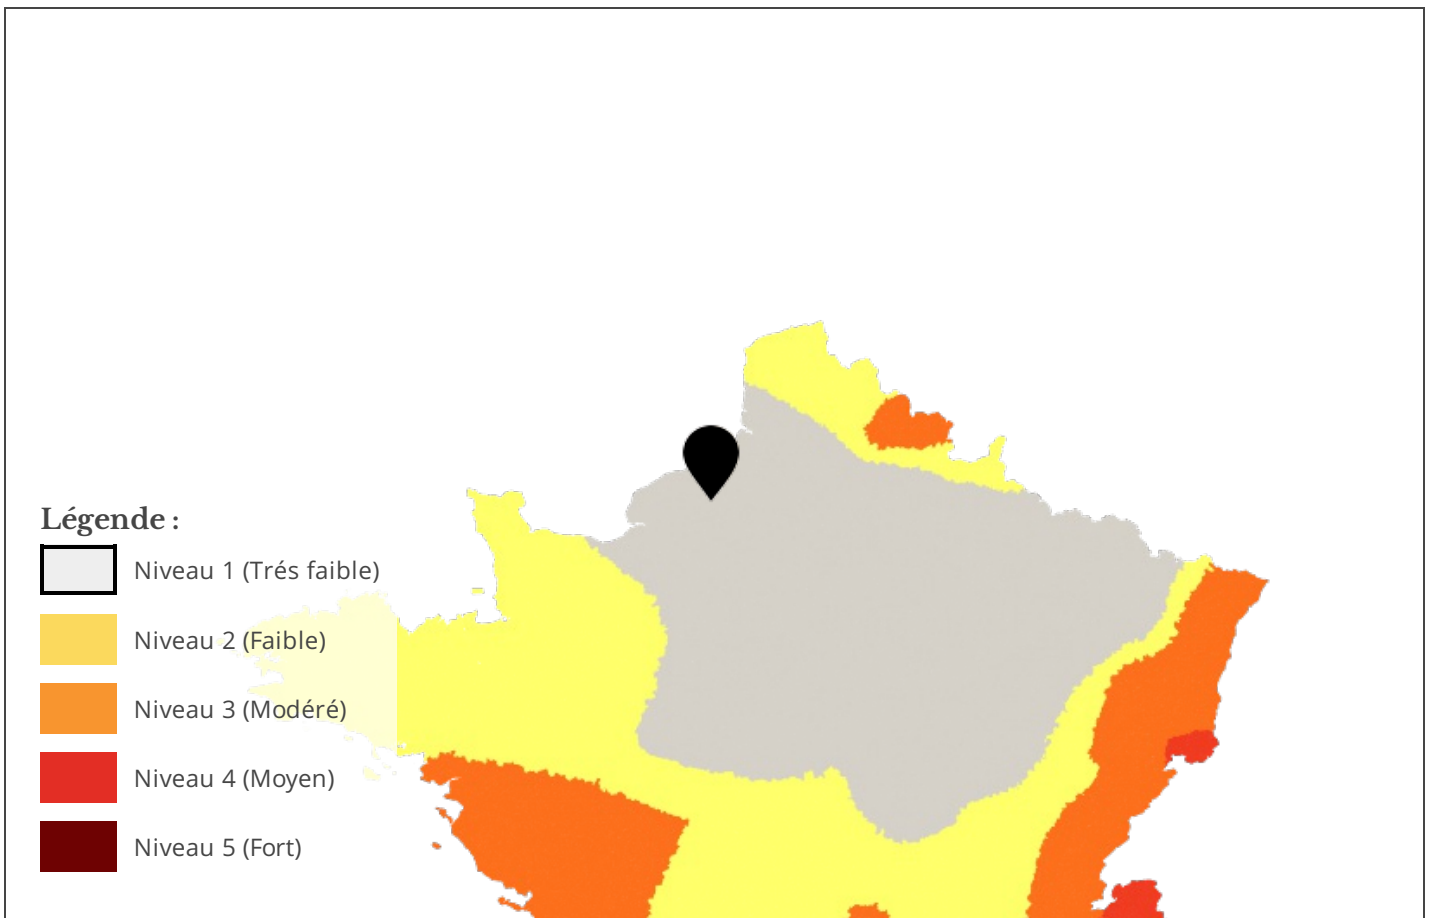 Légende :
Niveau 1 (Trés faible)
Niveau 2 (Faible)
Niveau 3 (Modéré)
Niveau 4 (Moyen)
Niveau 5 (Fort)